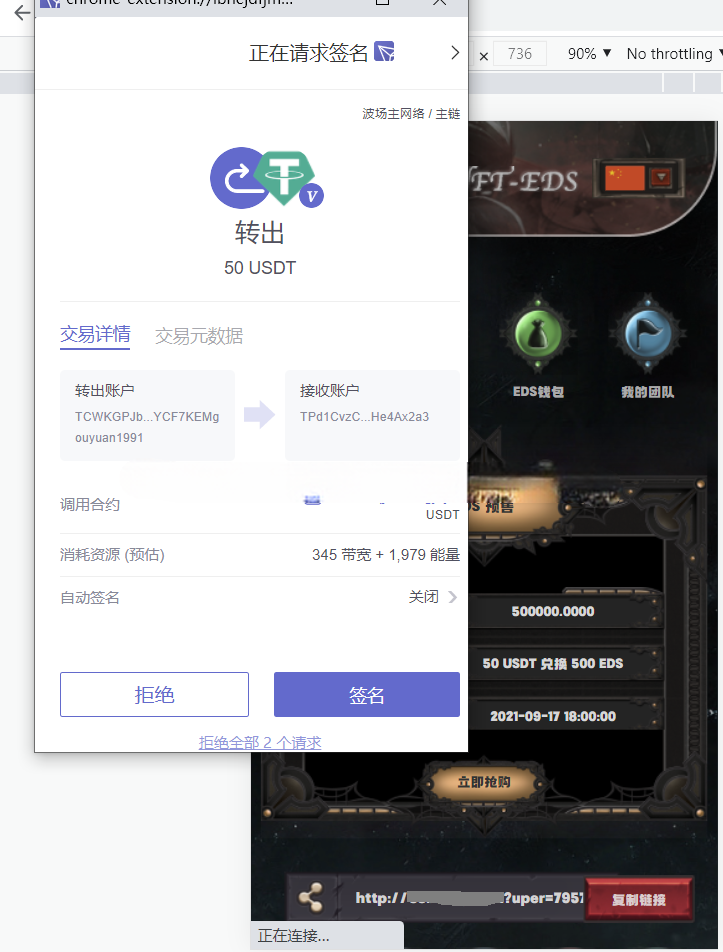 正在请求签名
736
90%
No throttling
波场主网络 / 主链
FT-EDS
V
转出
50 USDT
交易详情
交易元数据
转出账户
TCWKGPJb...YCF7KEMg
ouyuan1991
接收账户
TPd1CvzC...He4Ax2a3
EDS钱包
我的团队
调用合约
USDT
预售
消耗资源 (预估)
345 带宽 + 1,979 能量
自动签名
关闭
500000.0000
50 USDT 兑换 500 EDS
2021-09-17 18:00:00
拒绝
签名
拒绝全部 2 个请求
立即抢购
http://
?uper=7957
复制链接
正在连接...